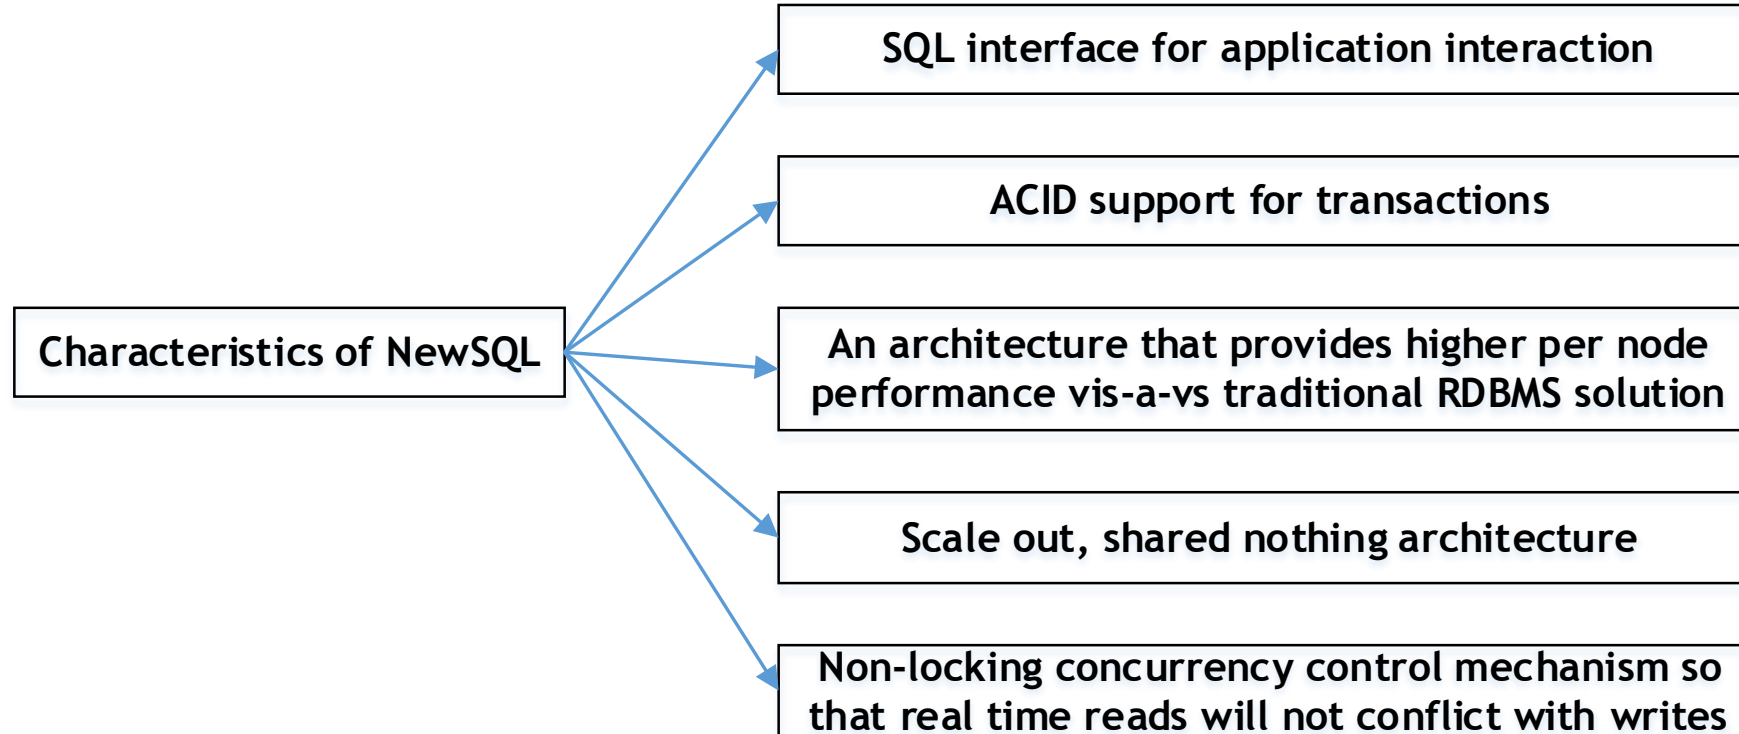 SQL interface for application interaction
ACID support for transactions
Characteristics of NewSQL
An architecture that provides higher per node
performance vis-a-vs traditional RDBMS solution
Scale out, shared nothing architecture
Non-locking concurrency control mechanism so
that real time reads will not conflict with writes